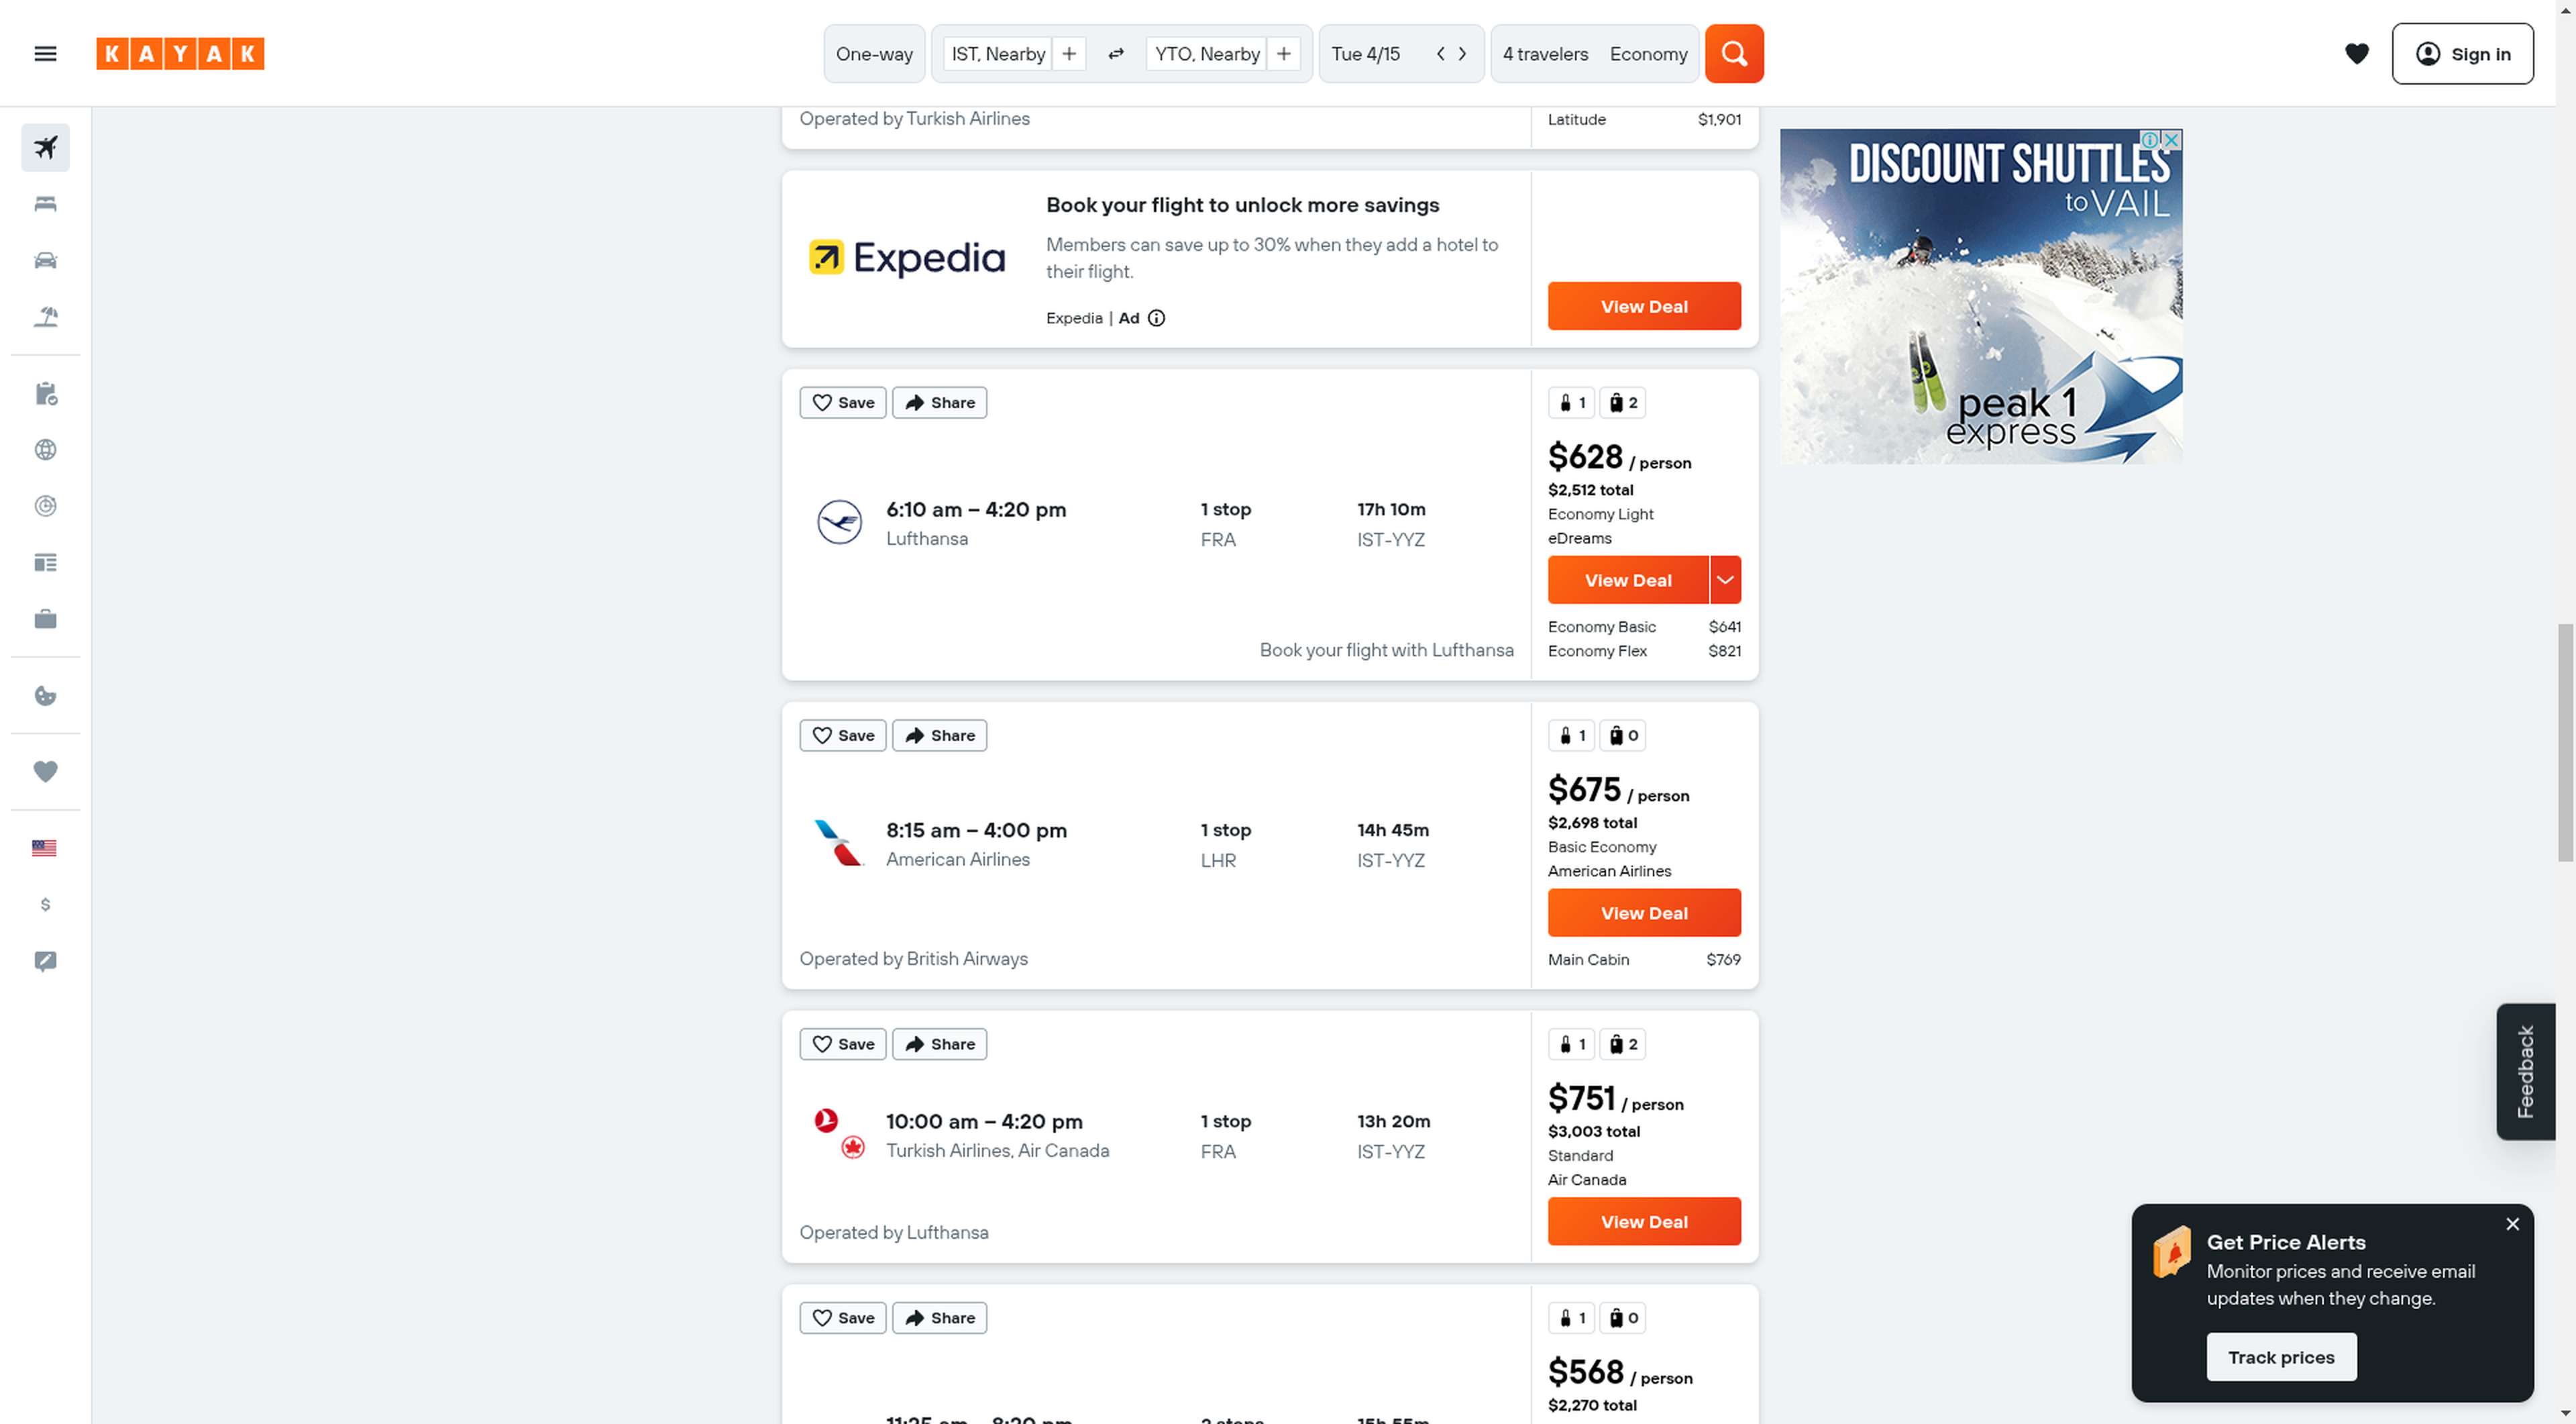 KAYAK
One-way
IST, Nearby
YTO, Nearby
Tue 4/15
4 travelers Economy
Sign in
Operated by Turkish Airlines
Latitude $1,901
Expedia
Book your flight to unlock more savings
Members can save up to 30% when they add a hotel to
their flight.
Expedia | Ad
View Deal
DISCOUNT SHUTTLES
to VAIL
peak 1
express
Save Share
1 2
$628 / person
$2,512 total
Economy Light
eDreams
6:10 am – 4:20 pm 1 stop 17h 10m
Lufthansa FRA IST-YYZ
View Deal
Economy Basic $641
Economy Flex $821
Book your flight with Lufthansa
Save Share
1 0
$675 / person
$2,698 total
Basic Economy
American Airlines
8:15 am – 4:00 pm 1 stop 14h 45m
American Airlines LHR IST-YYZ
View Deal
Main Cabin $769
Operated by British Airways
Save Share
1 2
$751 / person
$3,003 total
Standard
Air Canada
10:00 am – 4:20 pm 1 stop 13h 20m
Turkish Airlines, Air Canada FRA IST-YYZ
View Deal
Operated by Lufthansa
Save Share
1 0
$568 / person
$2,270 total
$
Feedback
Get Price Alerts
Monitor prices and receive email
updates when they change.
Track prices